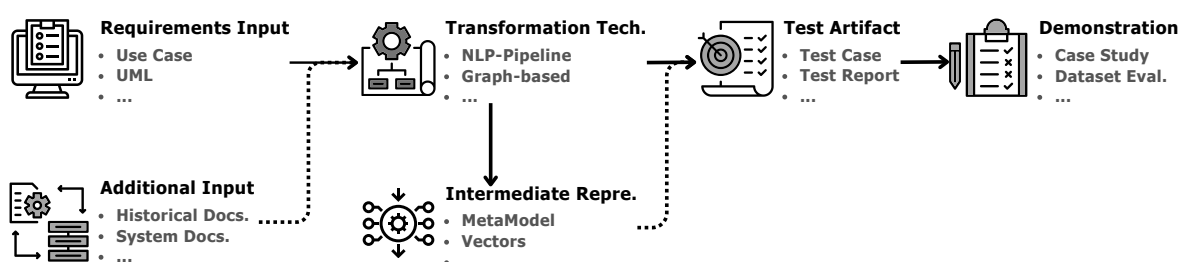 Requirements Input
• Use Case
• UML
• ...
Transformation Tech.
• NLP-Pipeline
• Graph-based
• ...
Test Artifact
• Test Case
• Test Report
• ...
Demonstration
• Case Study
• Dataset Eval.
• ...
Additional Input
• Historical Docs.
• System Docs.
• ...
Intermediate Repre.
• MetaModel
• Vectors